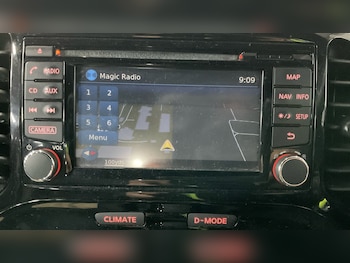 Magic Radio 9:09
RADIO
MAP
CD AUX
1 2
3 4
5 6
NAV INFO
SETUP
CAMERA
Menu
VOL
CLIMATE D-MODE